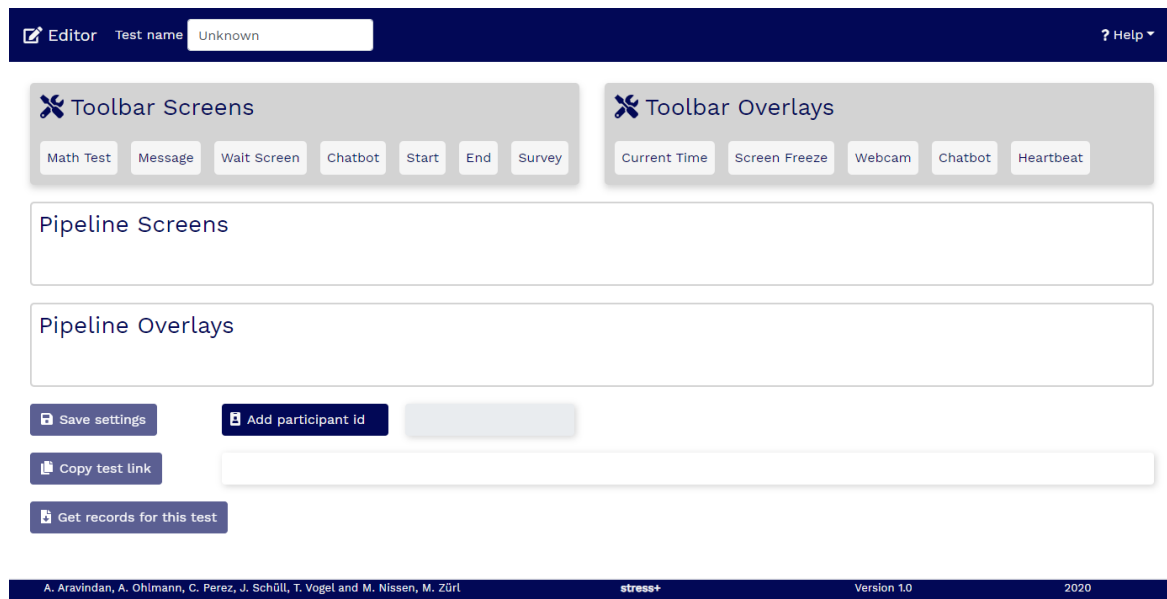 Editor Test name Unknown ? Help
Toolbar Screens
Math Test Message Wait Screen Chatbot Start End Survey
Toolbar Overlays
Current Time Screen Freeze Webcam Chatbot Heartbeat
Pipeline Screens
Pipeline Overlays
Save settings Add participant id
Copy test link
Get records for this test
A. Aravindan, A. Ohlmann, C. Perez, J. Schüll, T. Vogel and M. Nissen, M. Zürl stress+ Version 1.0 2020